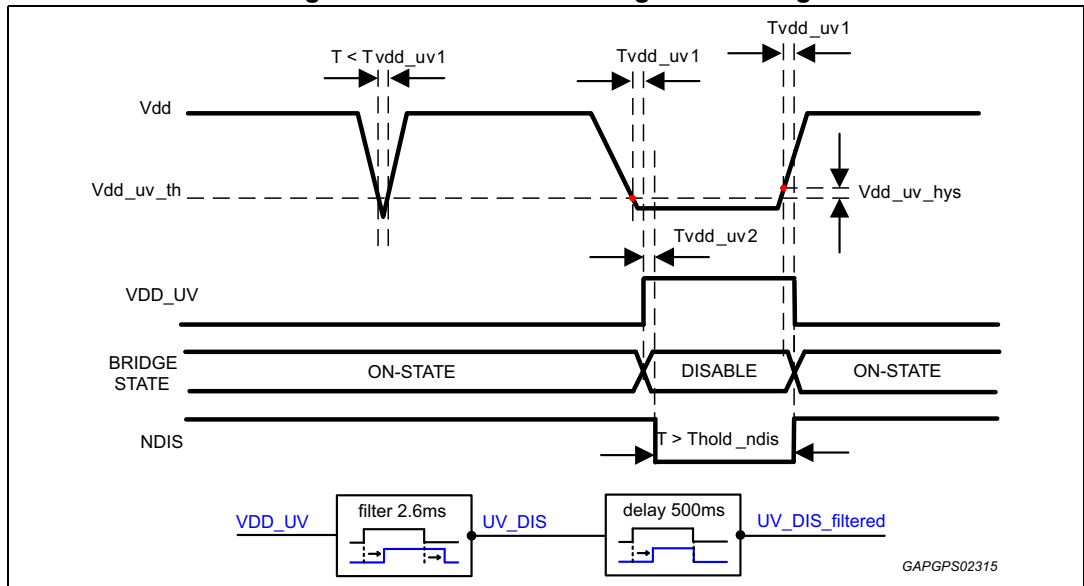 Tvdd_uv1
T < Tvdd_uv1
Tvdd_uv1
Vdd
Vdd_uv_th
Vdd_uv_hys
Tvdd_uv2
VDD_UV
BRIDGE
STATE
ON-STATE
DISABLE
ON-STATE
NDIS
T > Thold_ndis
filter 2.6ms
delay 500ms
VDD_UV
UV_DIS
UV_DIS_filtered
GAPGPS02315